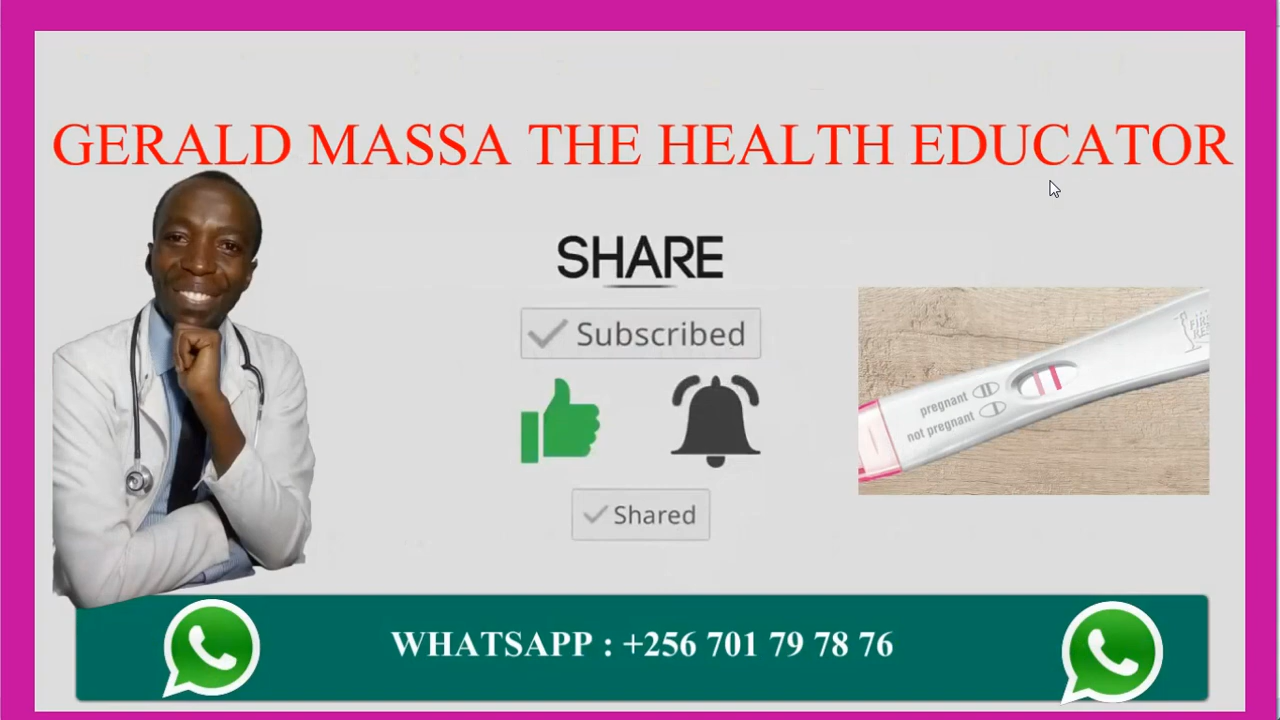 GERALD MASSA THE HEALTH EDUCATOR
SHARE
Subscribed
pregnant
not pregnant
Shared
WHATSAPP : +256 701 79 78 76